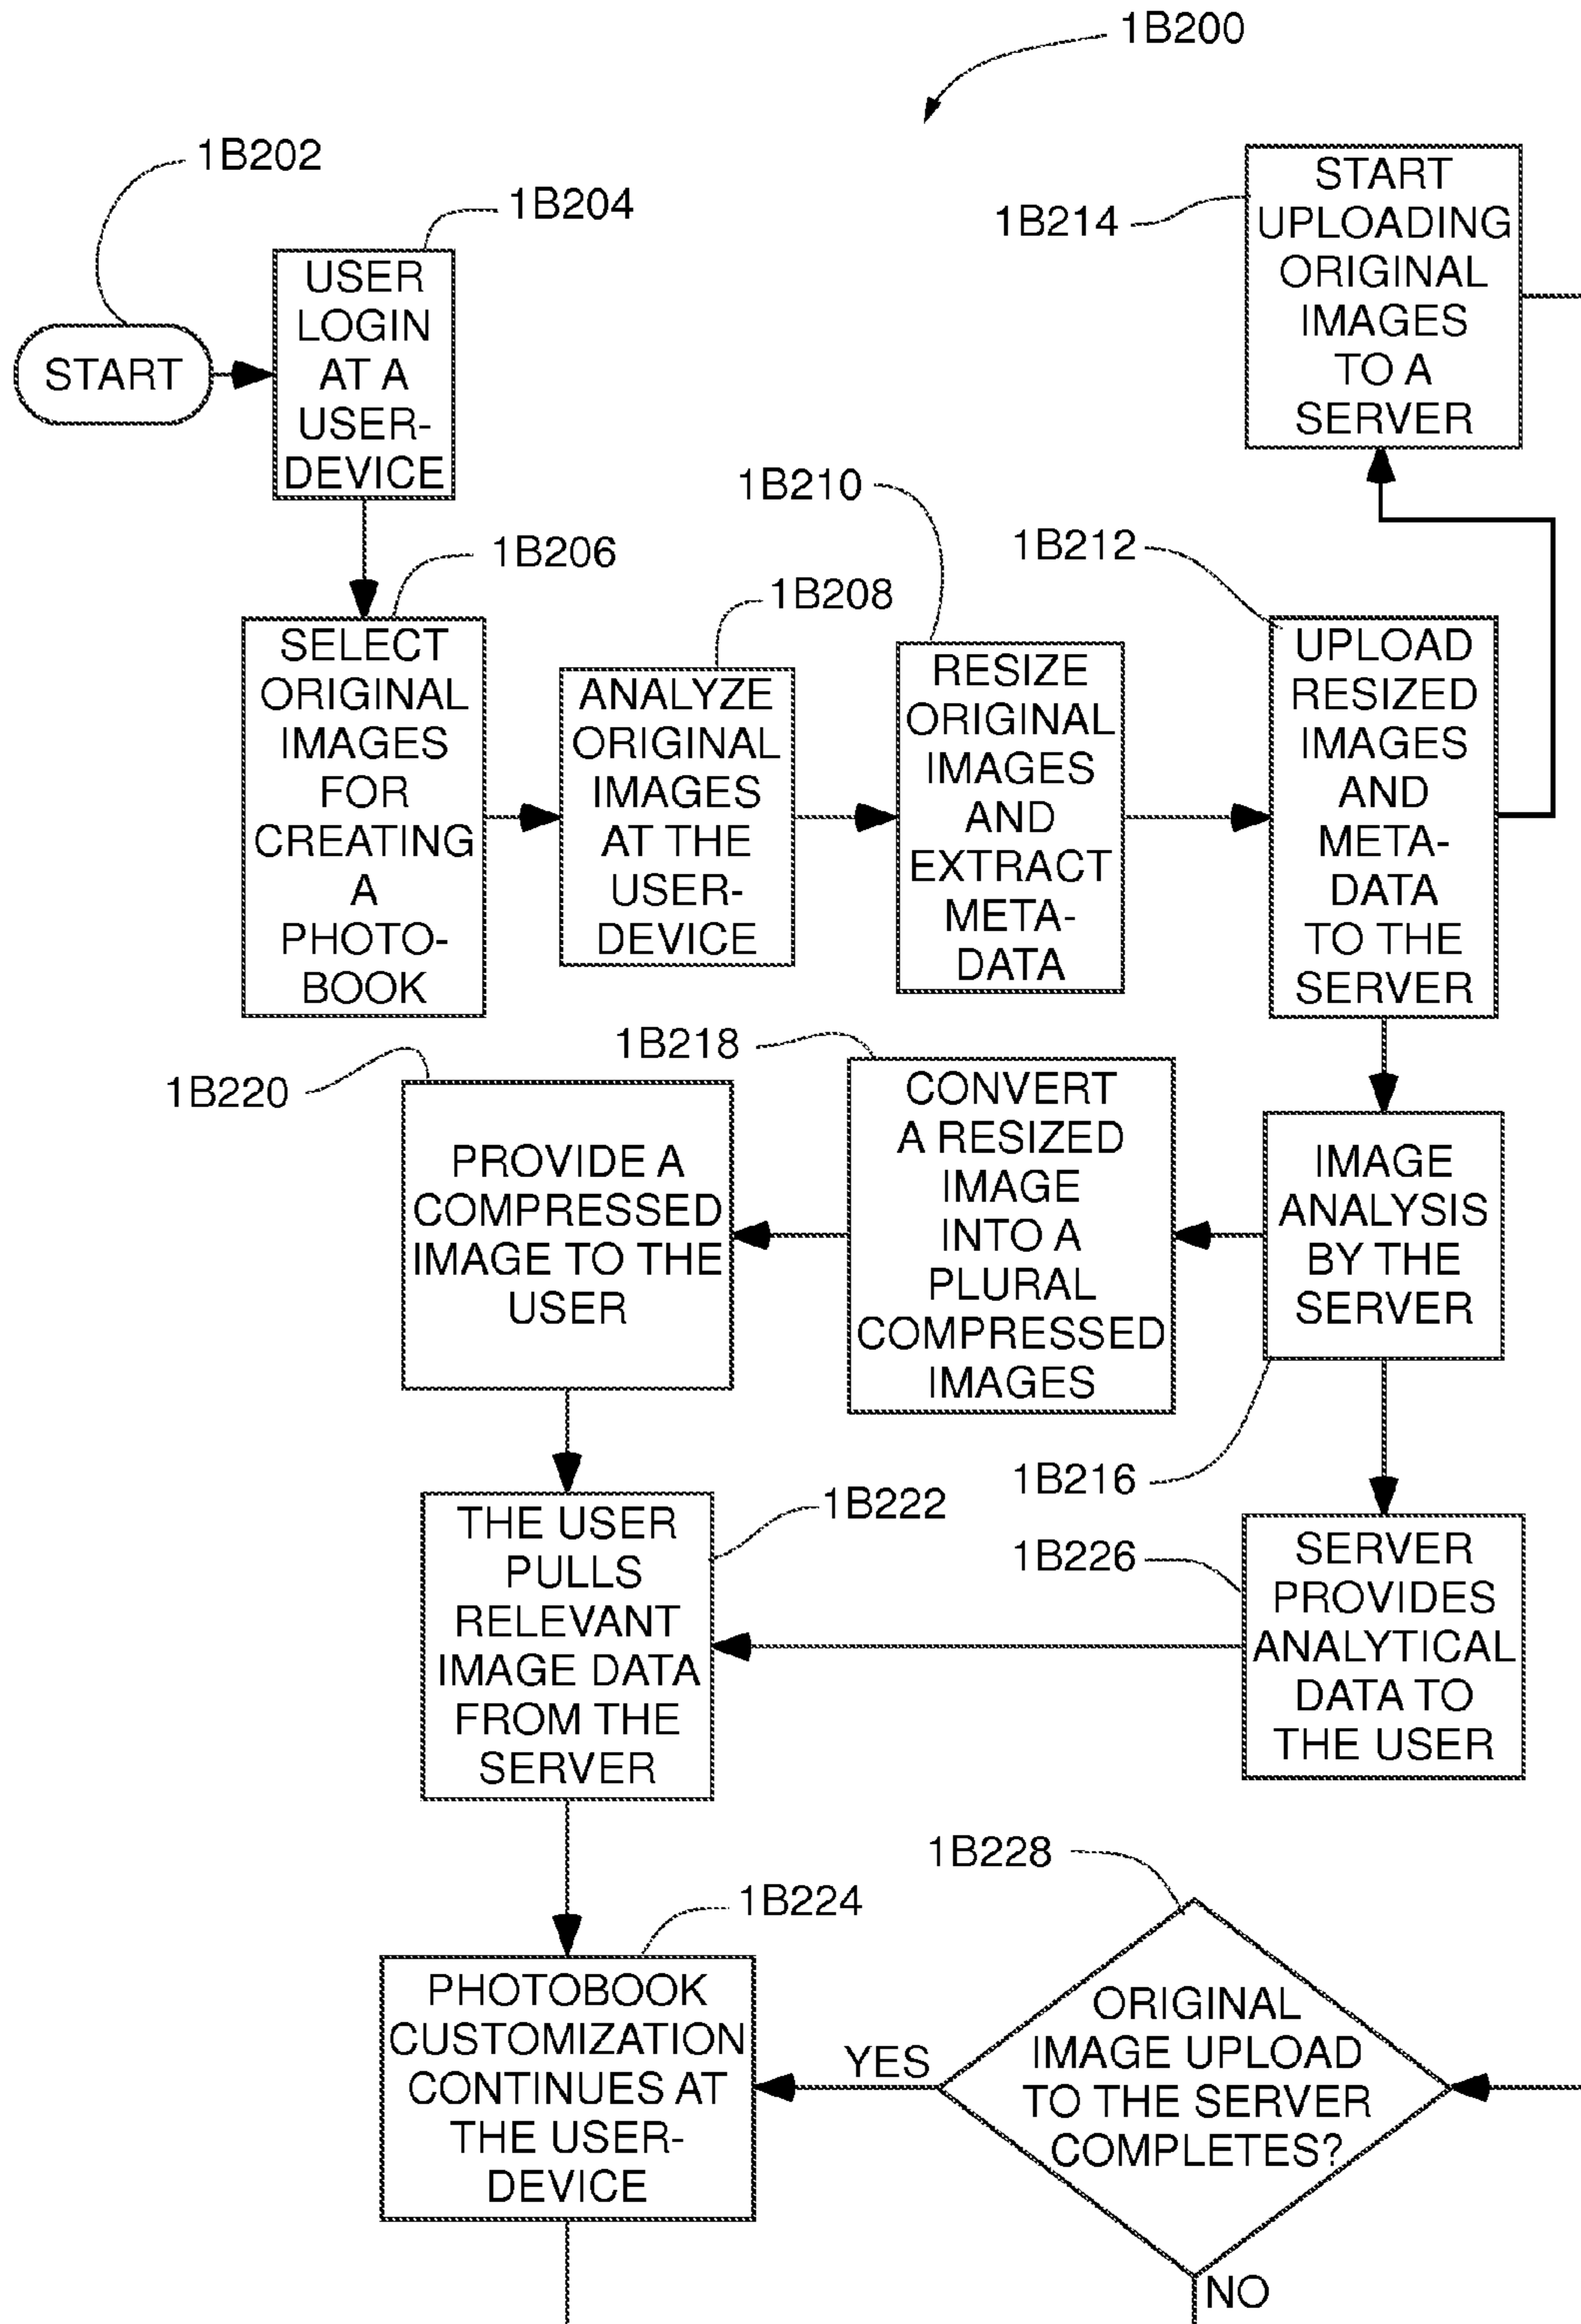 1B200
1B202
START
1B204
USER
LOGIN
AT A
USER-
DEVICE
1B214
START
UPLOADING
ORIGINAL
IMAGES
TO A
SERVER
1B206
SELECT
ORIGINAL
IMAGES
FOR
CREATING
A
PHOTO-
BOOK
1B208
ANALYZE
ORIGINAL
IMAGES
AT THE
USER-
DEVICE
1B210
RESIZE
ORIGINAL
IMAGES
AND
EXTRACT
META-
DATA
1B212
UPLOAD
RESIZED
IMAGES
AND
META-
DATA
TO THE
SERVER
1B220
PROVIDE A
COMPRESSED
IMAGE TO THE
USER
1B218
CONVERT
A RESIZED
IMAGE
INTO A
PLURAL
COMPRESSED
IMAGES
IMAGE
ANALYSIS
BY THE
SERVER
1B216
1B222
THE USER
PULLS
RELEVANT
IMAGE DATA
FROM THE
SERVER
1B226
SERVER
PROVIDES
ANALYTICAL
DATA TO
THE USER
1B224
PHOTOBOOK
CUSTOMIZATION
CONTINUES AT
THE USER-
DEVICE
1B228
YES
ORIGINAL
IMAGE UPLOAD
TO THE SERVER
COMPLETES?
NO